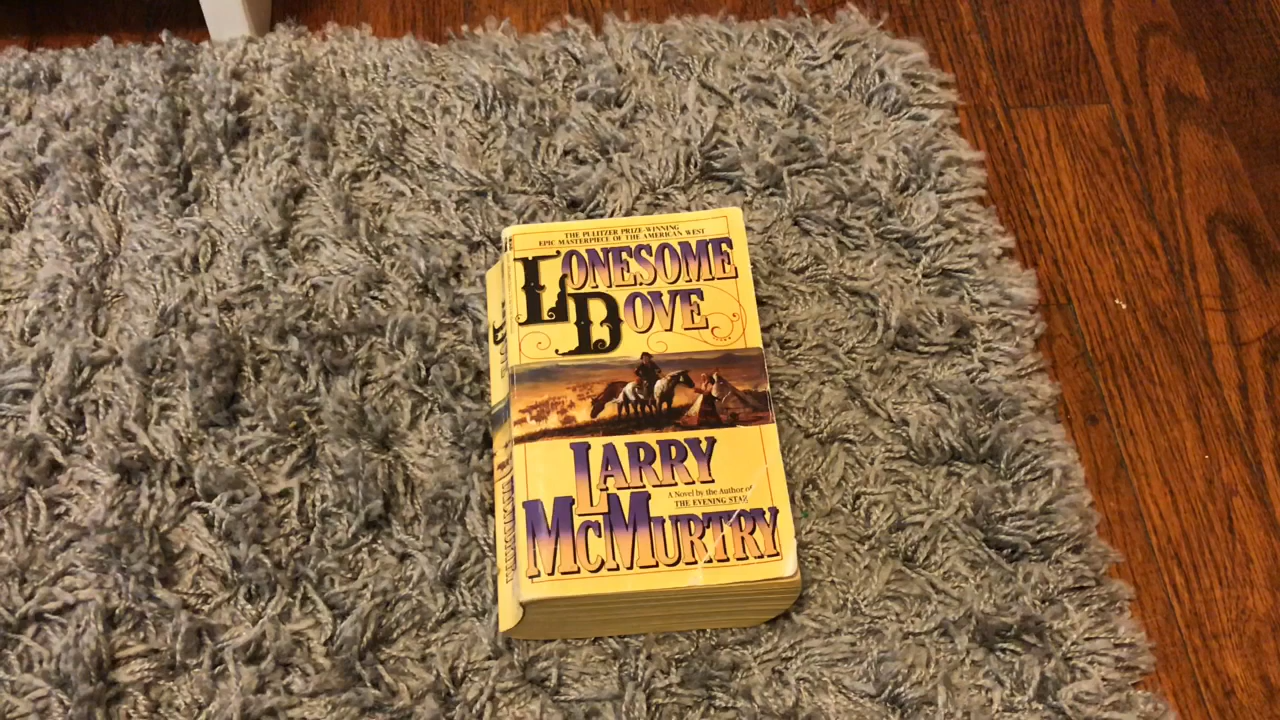 THE PULITZER PRIZE-WINNING
EPIC MASTERPIECE OF THE AMERICAN WEST
LONESOME
DOVE
LARRY
A Novel by the Author of
THE EVENING STAR
MCMURTRY